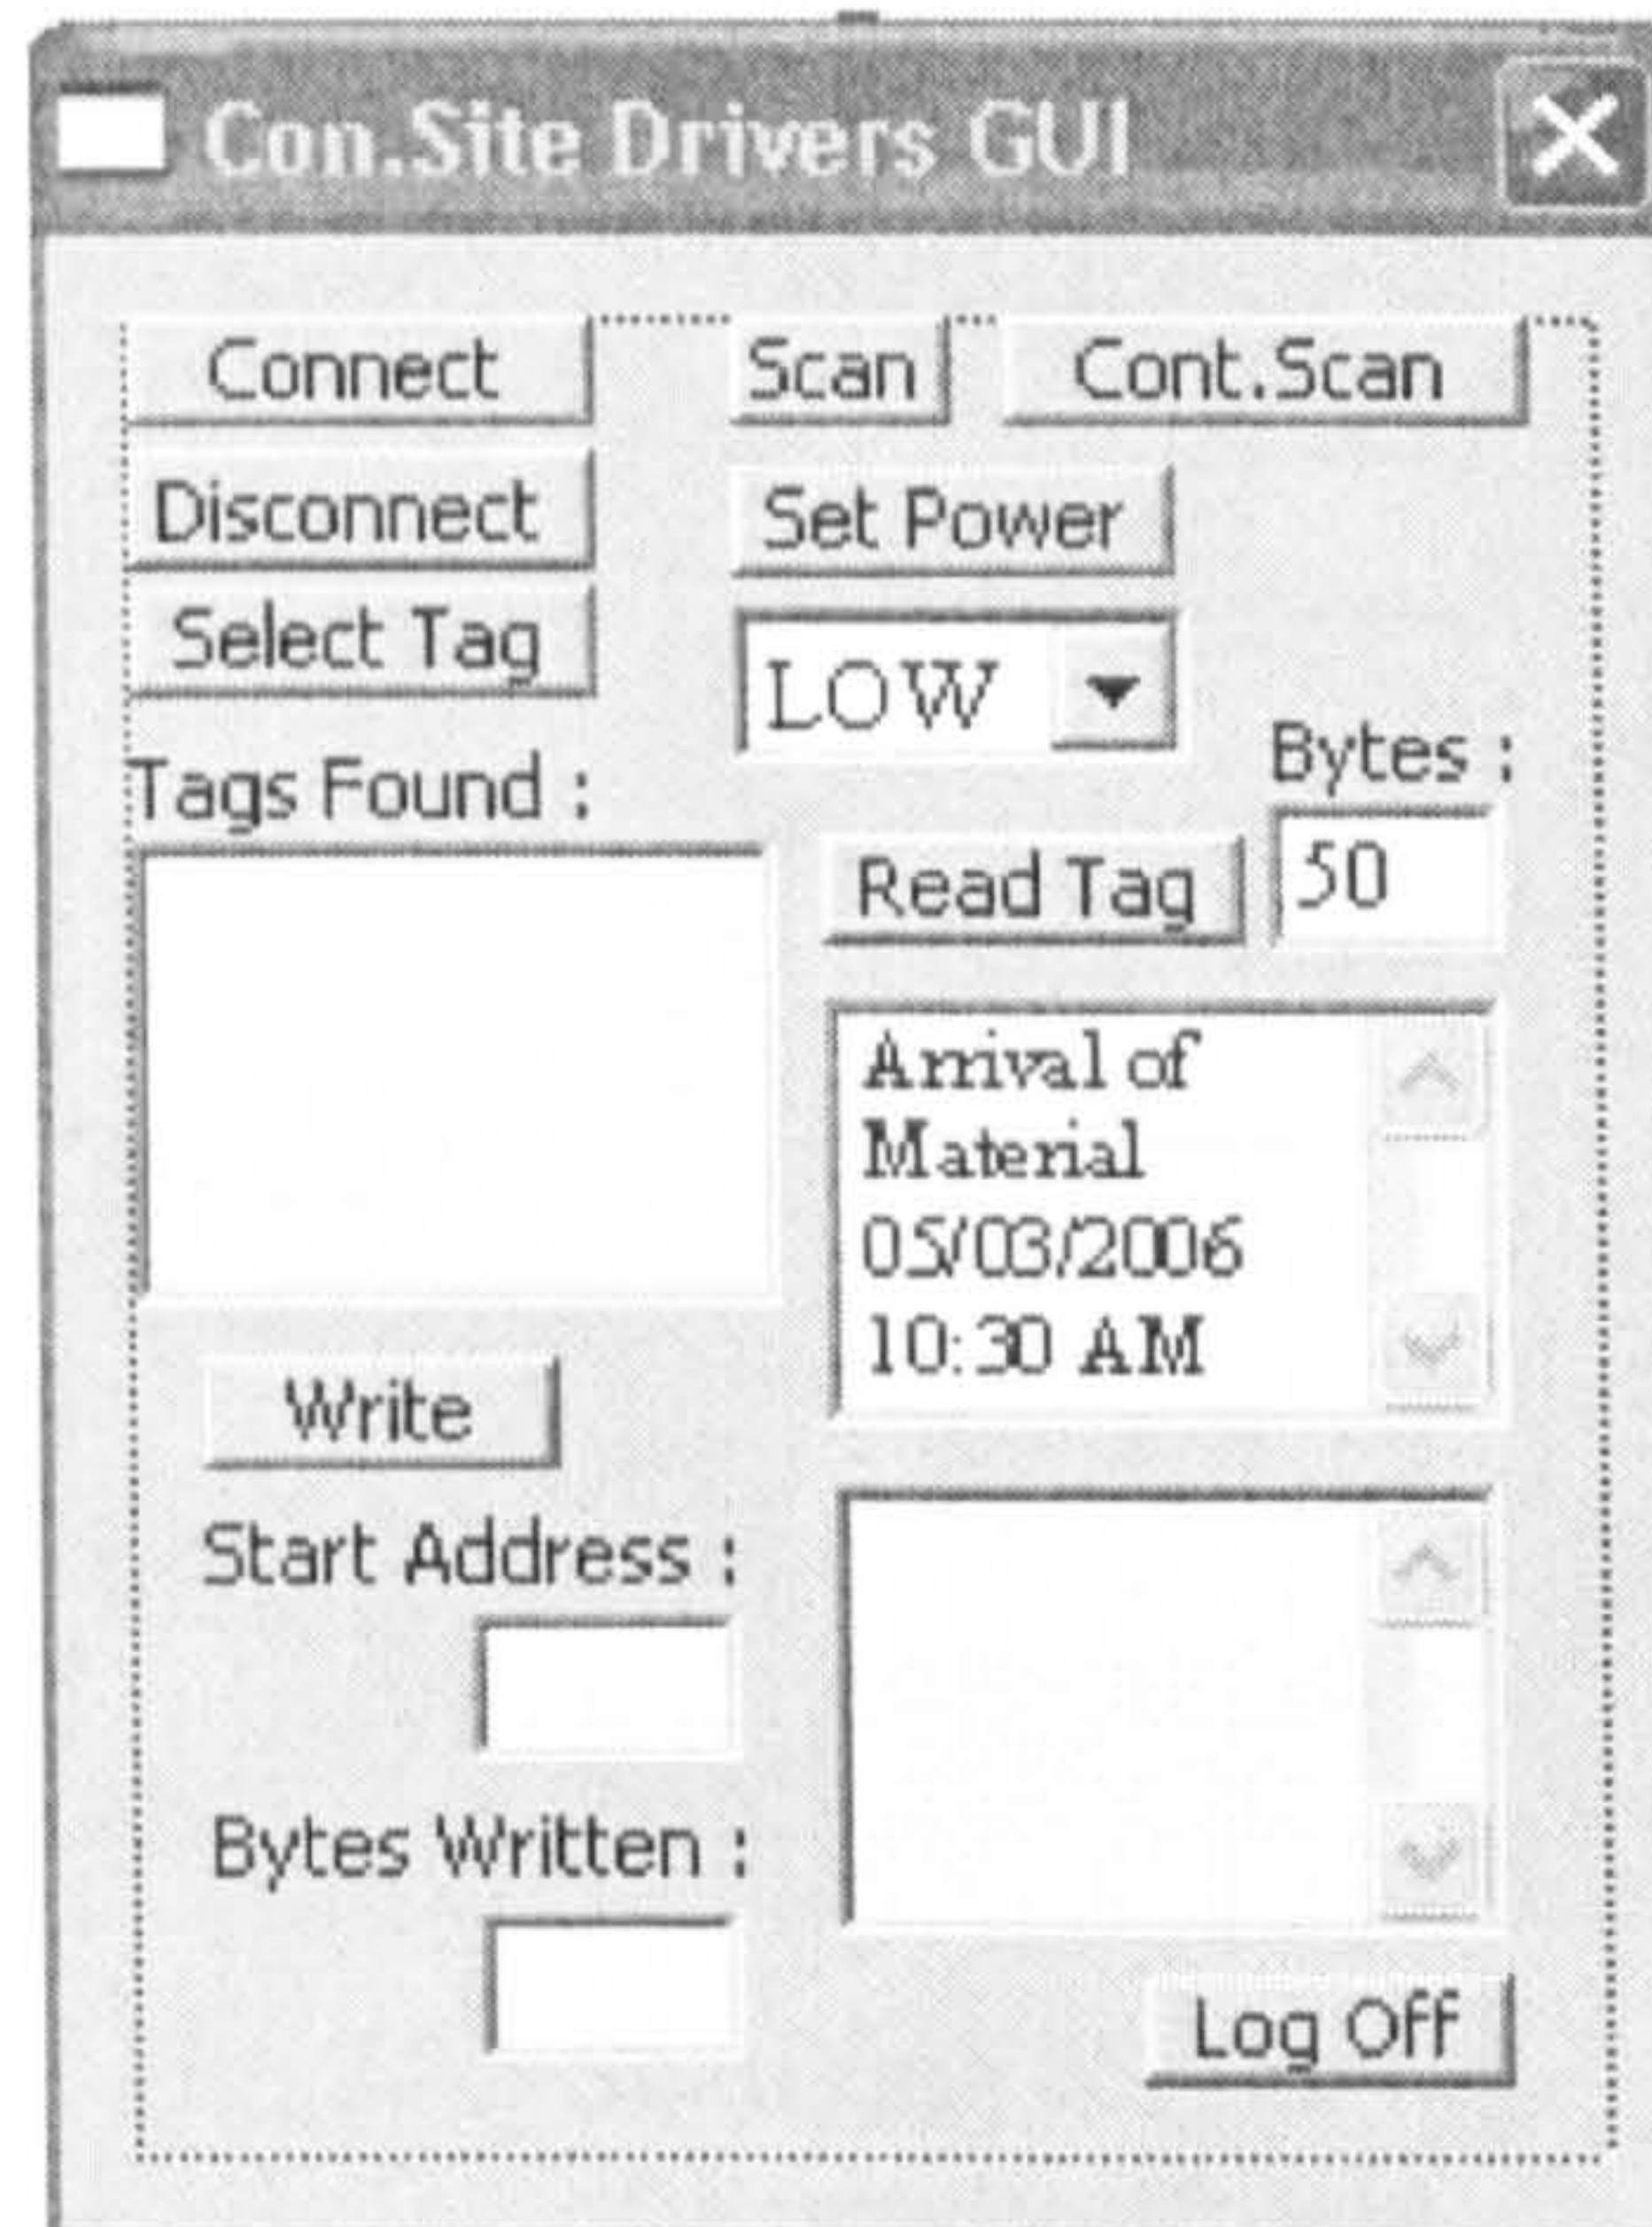 Con.Site Drivers GUI
Connect
Scan
Cont.Scan
Disconnect
Set Power
Select Tag
LOW
Bytes :
Tags Found :
Read Tag
50
Arrival of
Material
05/03/2006
10:30 AM
Write
Start Address :
Bytes Written :
Log Off